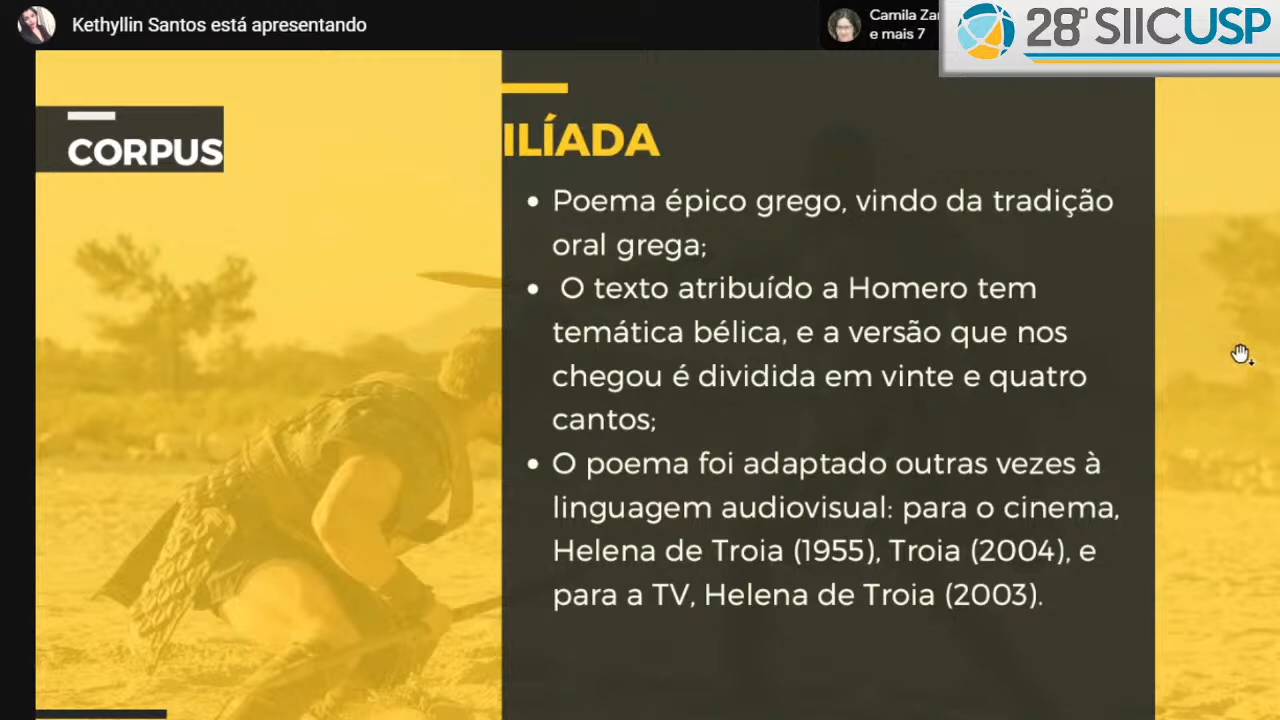 Kethyllin Santos está apresentando
Camila
e mais 7
28º SIICUSP
CORPUS
ILÍADA
• Poema épico grego, vindo da tradição
oral grega;
• O texto atribuído a Homero tem
temática bélica, e a versão que nos
chegou é dividida em vinte e quatro
cantos;
• O poema foi adaptado outras vezes à
linguagem audiovisual: para o cinema,
Helena de Troia (1955), Troia (2004), e
para a TV, Helena de Troia (2003).